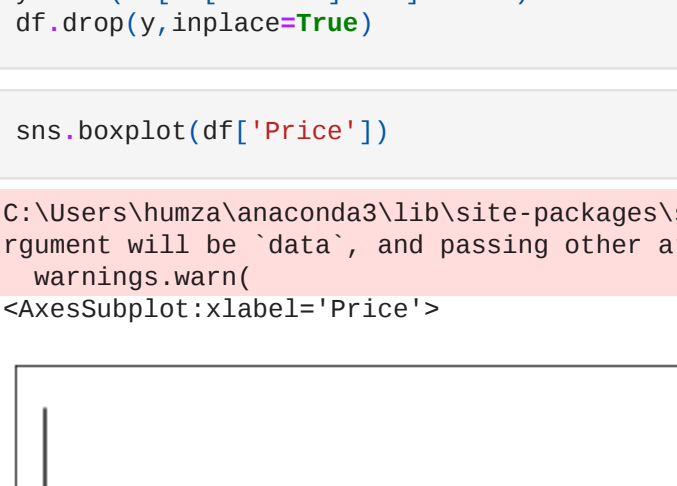 df.drop(y,inplace=True)
sns.boxplot(df['Price'])
C:\Users\humza\anaconda3\lib\site-packages\
rgument will be `data`, and passing other
  warnings.warn(
<AxesSubplot:xlabel='Price'>